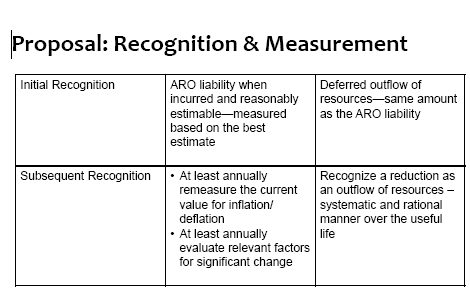 Proposal: Recognition & Measurement
Initial Recognition
ARO liability when
incurred and reasonably
estimable—measured
based on the best
estimate
Deferred outflow of
resources—same amount
as the ARO liability
Subsequent Recognition
• At least annually
remeasure the current
value for inflation/
deflation
• At least annually
evaluate relevant factors
for significant change
Recognize a reduction as
an outflow of resources –
systematic and rational
manner over the useful
life